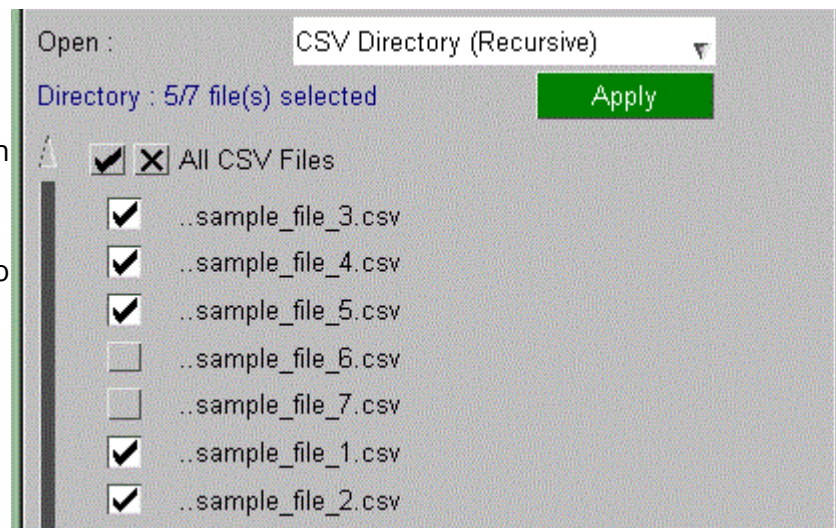 Open : CSV Directory (Recursive)
Directory : 5/7 file(s) selected Apply
n
All CSV Files
..sample_file_3.csv
o
..sample_file_4.csv
..sample_file_5.csv
..sample_file_6.csv
..sample_file_7.csv
..sample_file_1.csv
..sample_file_2.csv